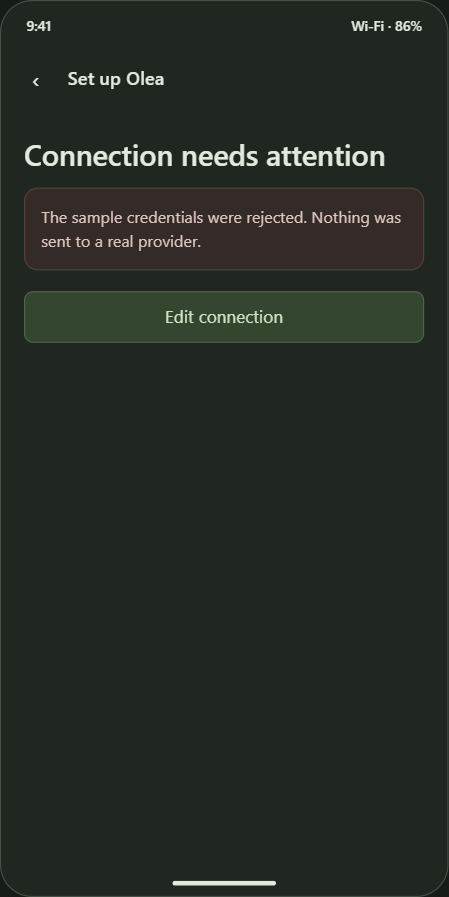 9:41
Wi-Fi · 86%
‹ Set up Olea
Connection needs attention
The sample credentials were rejected. Nothing was
sent to a real provider.
Edit connection